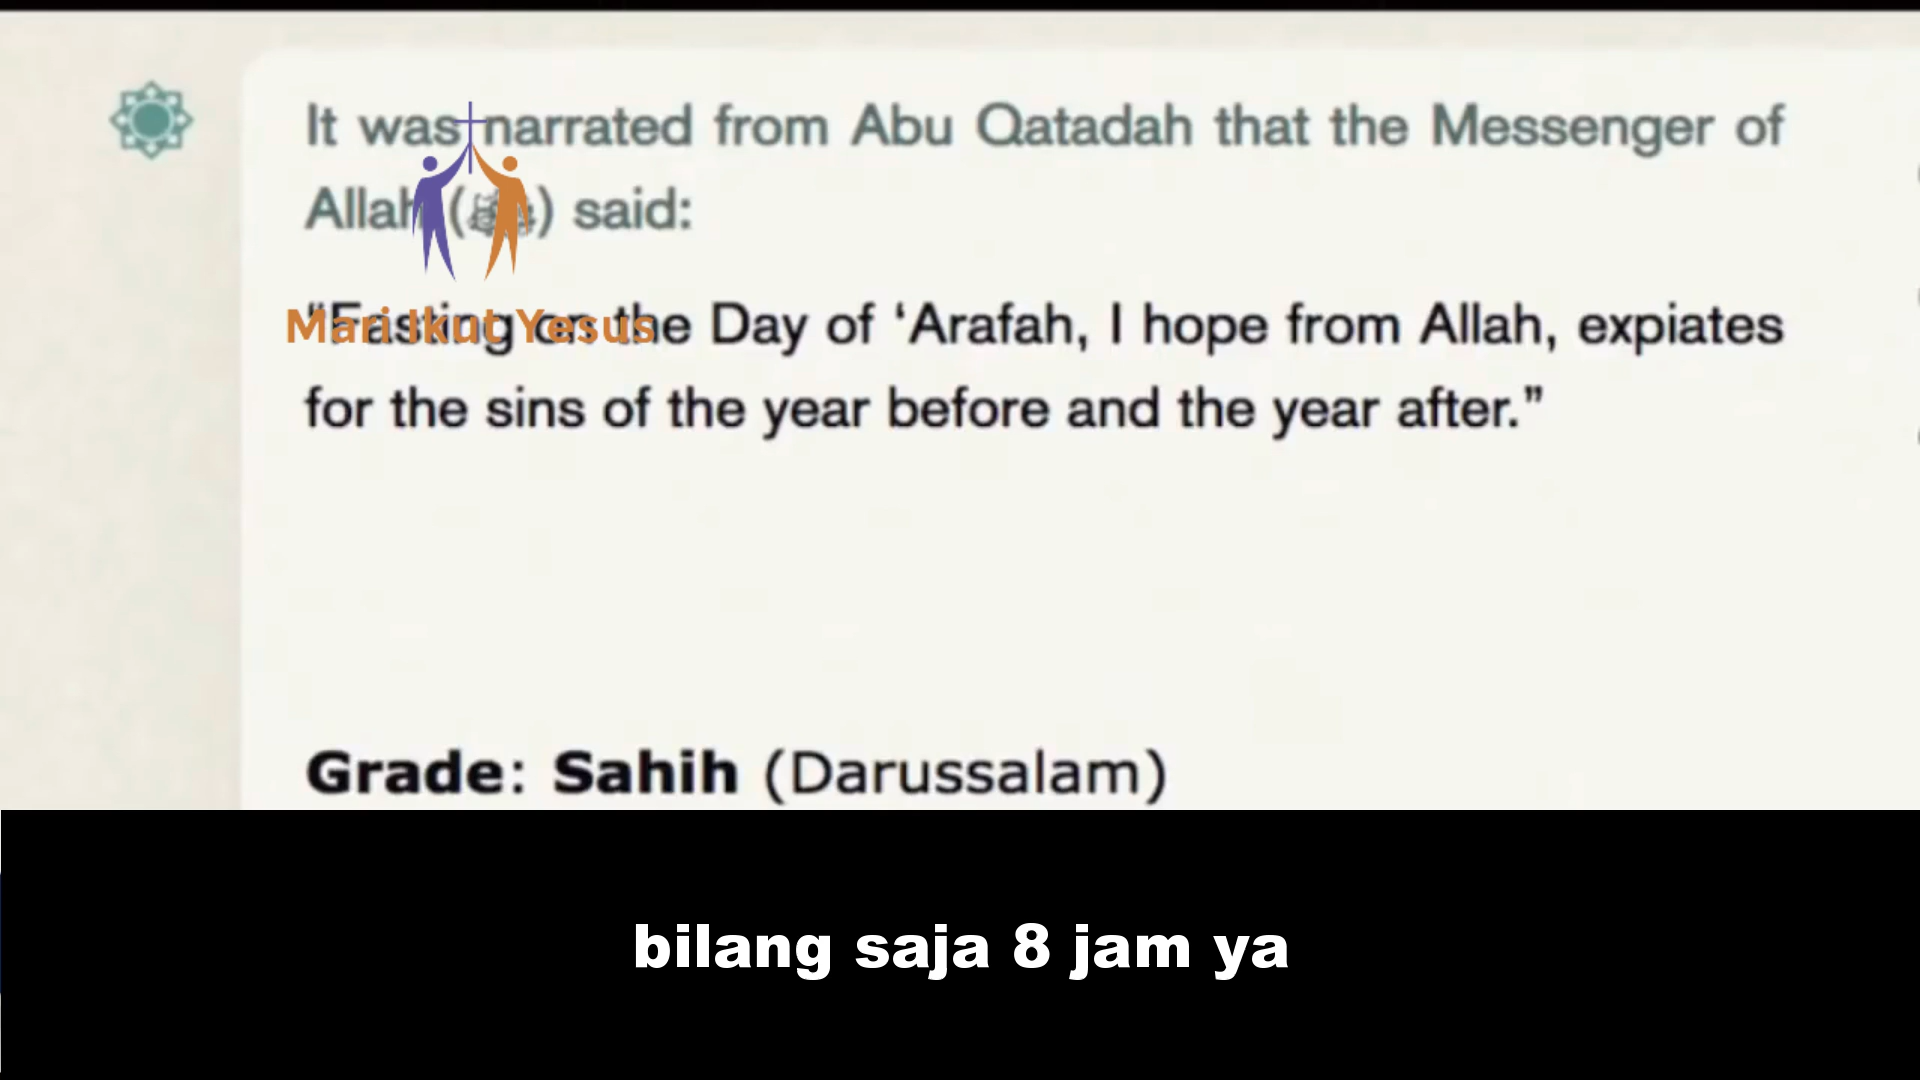 It was narrated from Abu Qatadah that the Messenger of
Allah (ﷺ) said:
Mari Ikut Yesus
“Fasting on the Day of ‘Arafah, I hope from Allah, expiates
for the sins of the year before and the year after.”
Grade: Sahih (Darussalam)
bilang saja 8 jam ya